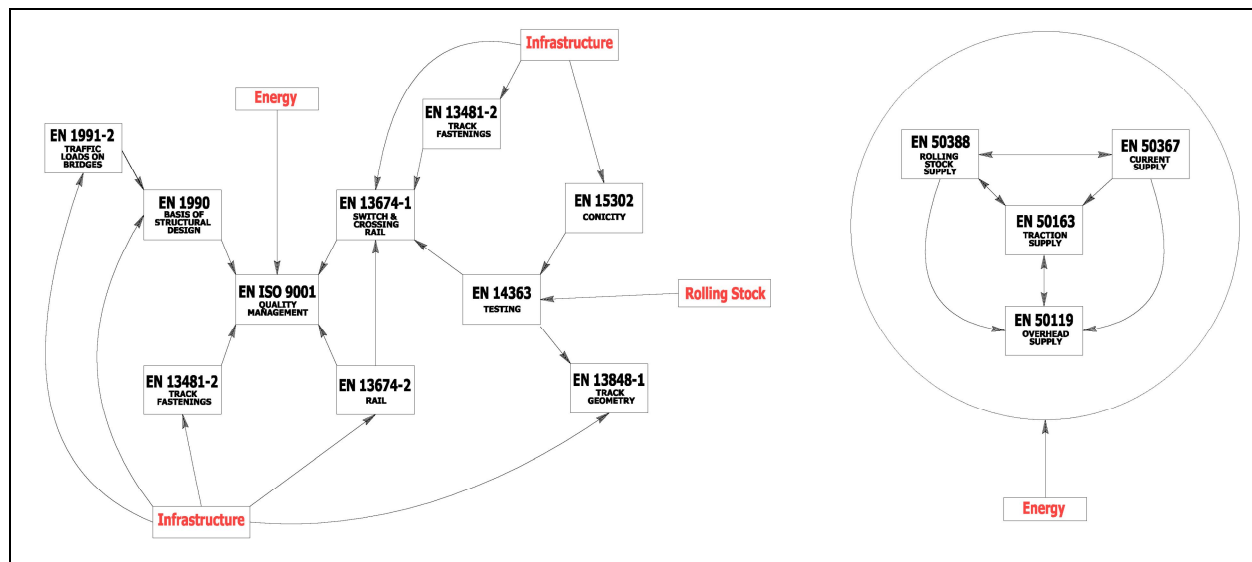 Infrastructure
Energy
EN 13481-2
TRACK
FASTENINGS
EN 1991-2
TRAFFIC
LOADS ON
BRIDGES
EN 1990
BASIS OF
STRUCTURAL
DESIGN
EN 13674-1
SWITCH &
CROSSING
RAIL
EN 15302
CONICITY
EN ISO 9001
QUALITY
MANAGEMENT
EN 14363
TESTING
Rolling Stock
EN 13481-2
TRACK
FASTENINGS
EN 13674-2
RAIL
EN 13848-1
TRACK
GEOMETRY
Infrastructure
EN 50388
ROLLING
STOCK
SUPPLY
EN 50367
CURRENT
SUPPLY
EN 50163
TRACTION
SUPPLY
EN 50119
OVERHEAD
SUPPLY
Energy